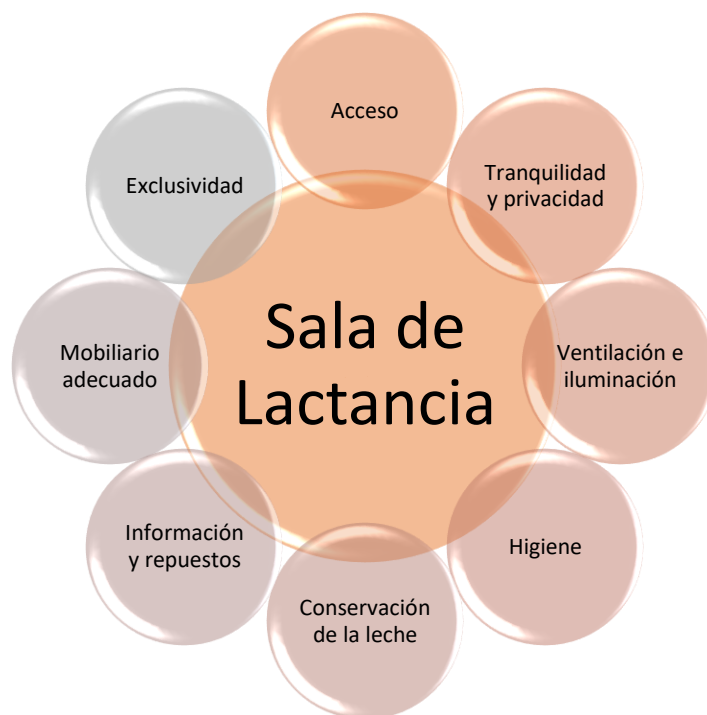 Acceso
Tranquilidad
y privacidad
Ventilación e
iluminación
Higiene
Conservación
de la leche
Información
y repuestos
Mobiliario
adecuado
Exclusividad
Sala de
Lactancia